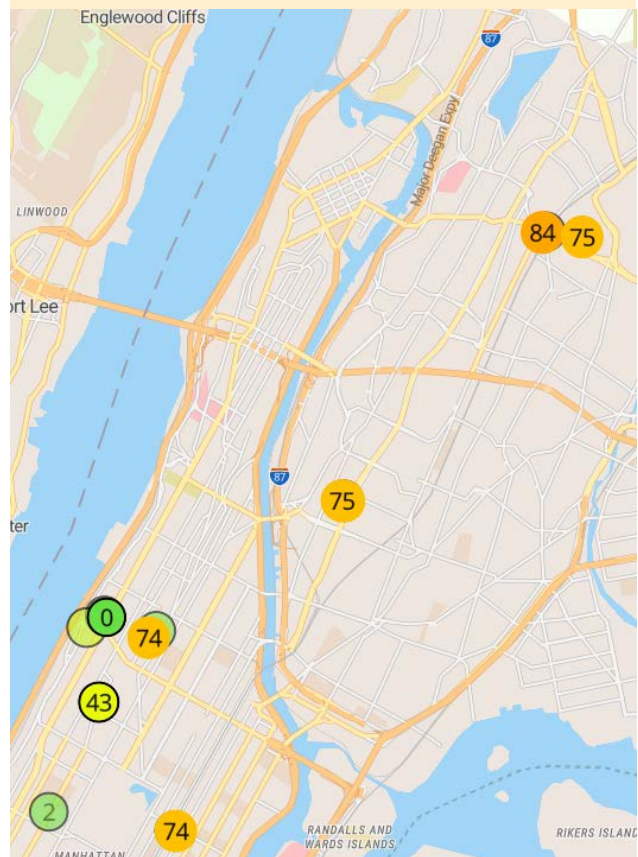 Englewood Cliffs
87
Major Deegan Expy
LINWOOD
84
75
ort Lee
87
75
ter
0
74
43
2
74
RANDALLS AND
WARDS ISLANDS
RIKERS ISLAND
MANHATTAN